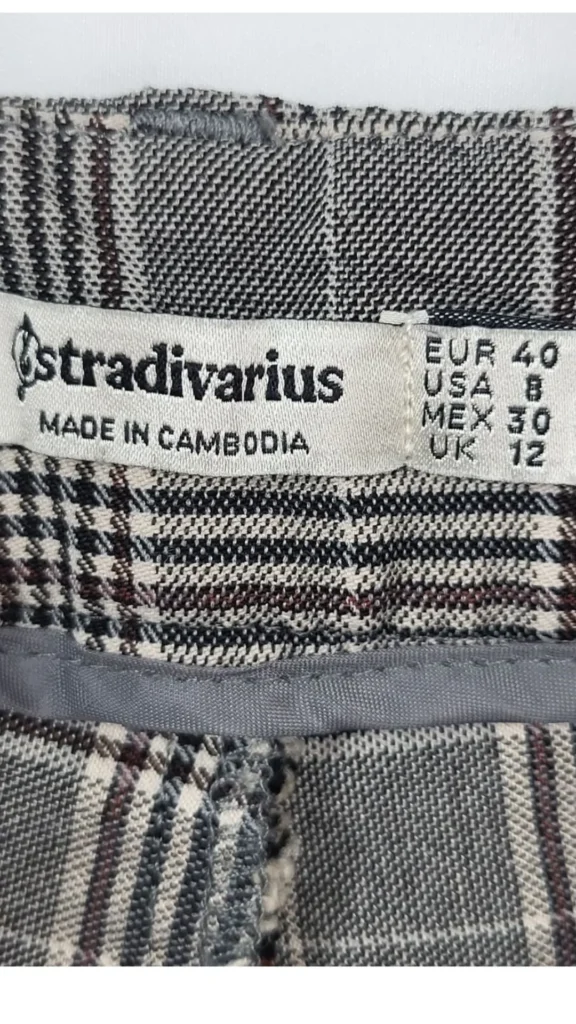 stradivarius
MADE IN CAMBODIA
EUR 40
USA 8
MEX 30
UK 12